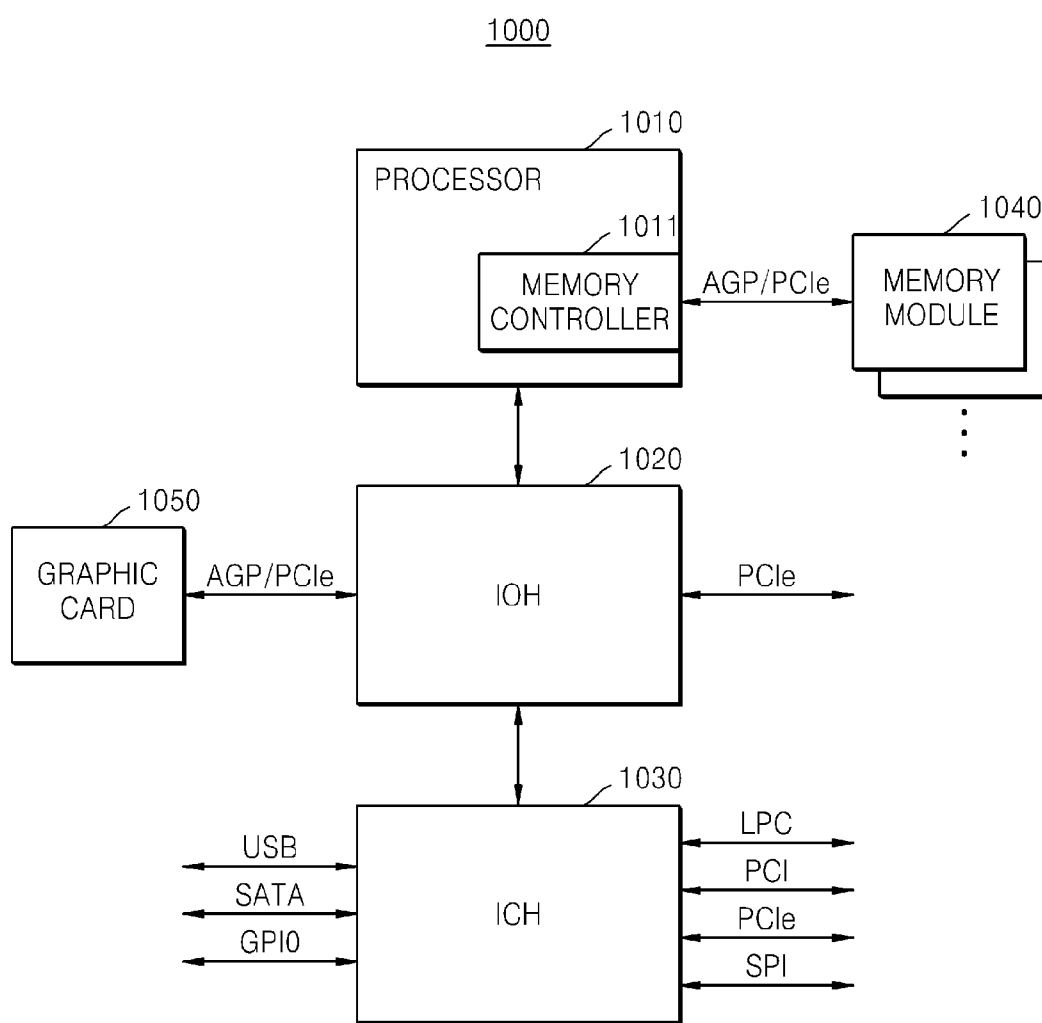 1000
1010
PROCESSOR
1011
MEMORY
CONTROLLER
AGP/PCIe
1040
MEMORY
MODULE
1020
1050
GRAPHIC
CARD
AGP/PCIe
IOH
PCIe
1030
USB
SATA
GPI0
ICH
LPC
PCI
PCIe
SPI